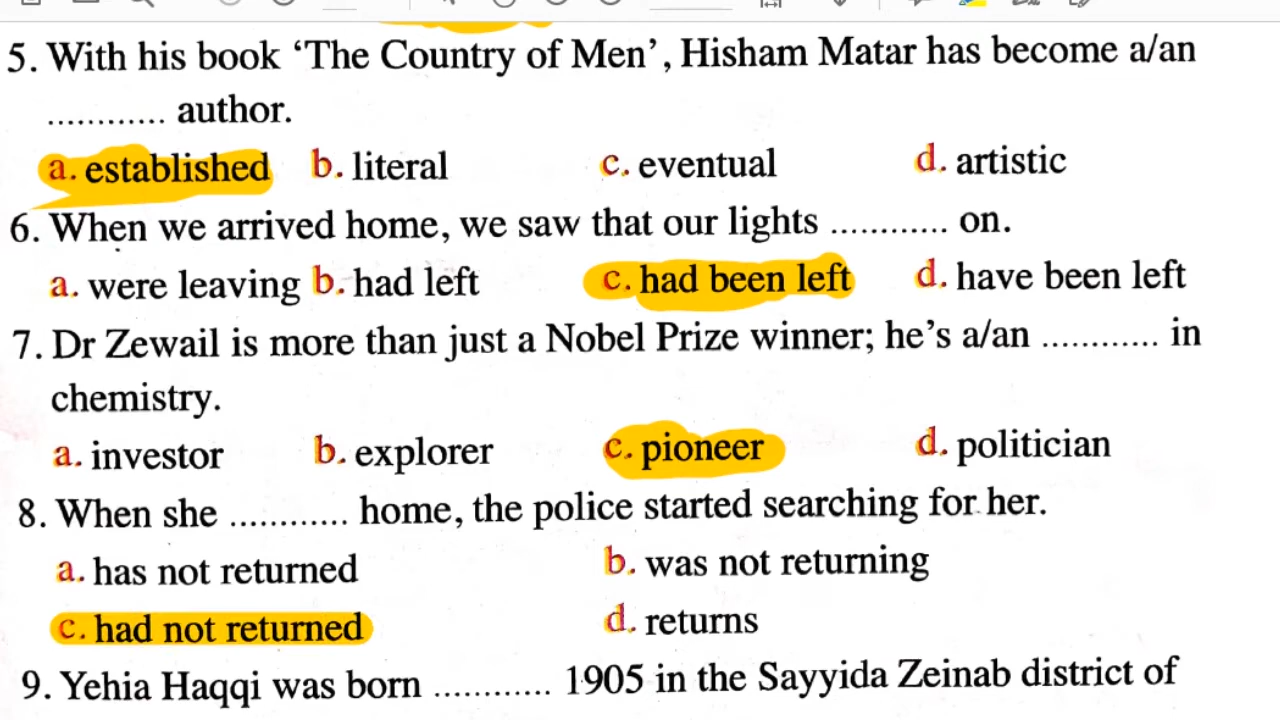 5. With his book ‘The Country of Men’, Hisham Matar has become a/an
............ author.
a. established b. literal c. eventual d. artistic
6. When we arrived home, we saw that our lights ............ on.
a. were leaving b. had left c. had been left d. have been left
7. Dr Zewail is more than just a Nobel Prize winner; he’s a/an ............ in
chemistry.
a. investor b. explorer c. pioneer d. politician
8. When she ............ home, the police started searching for her.
a. has not returned b. was not returning
c. had not returned d. returns
9. Yehia Haqqi was born ............ 1905 in the Sayyida Zeinab district of